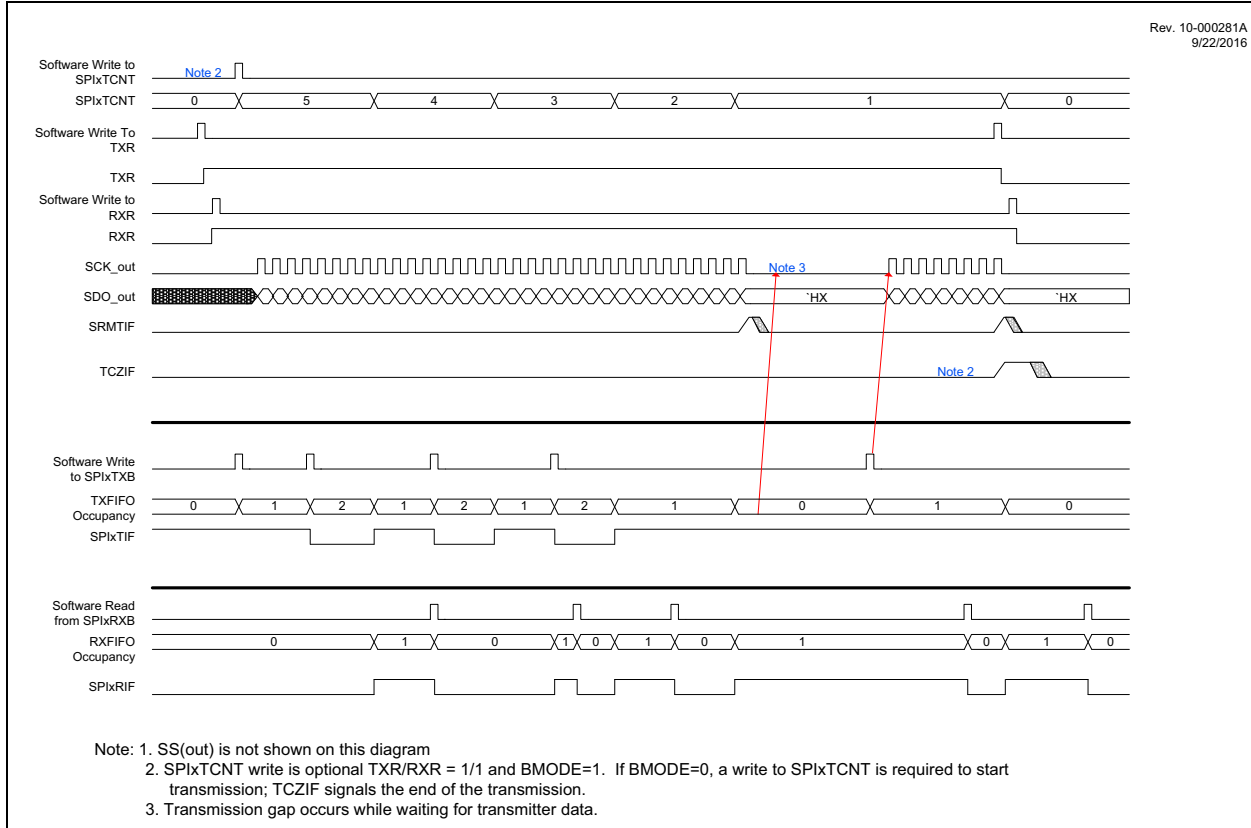 Rev. 10-000281A
9/22/2016
Software Write to
SPIxTCNT
Note 2
SPIxTCNT
0 5 4 3 2 1 0
Software Write To
TXR
TXR
Software Write to
RXR
RXR
SCK_out
Note 3
SDO_out
`HX `HX
SRMTIF
TCZIF
Note 2
Software Write
to SPIxTXB
TXFIFO
Occupancy
0 1 2 1 2 1 2 1 0 1 0
SPIxTIF
Software Read
from SPIxRXB
RXFIFO
Occupancy
0 1 0 1 0 1 0 1 0 1 0
SPIxRIF
Note: 1. SS(out) is not shown on this diagram
2. SPIxTCNT write is optional TXR/RXR = 1/1 and BMODE=1. If BMODE=0, a write to SPIxTCNT is required to start
transmission; TCZIF signals the end of the transmission.
3. Transmission gap occurs while waiting for transmitter data.